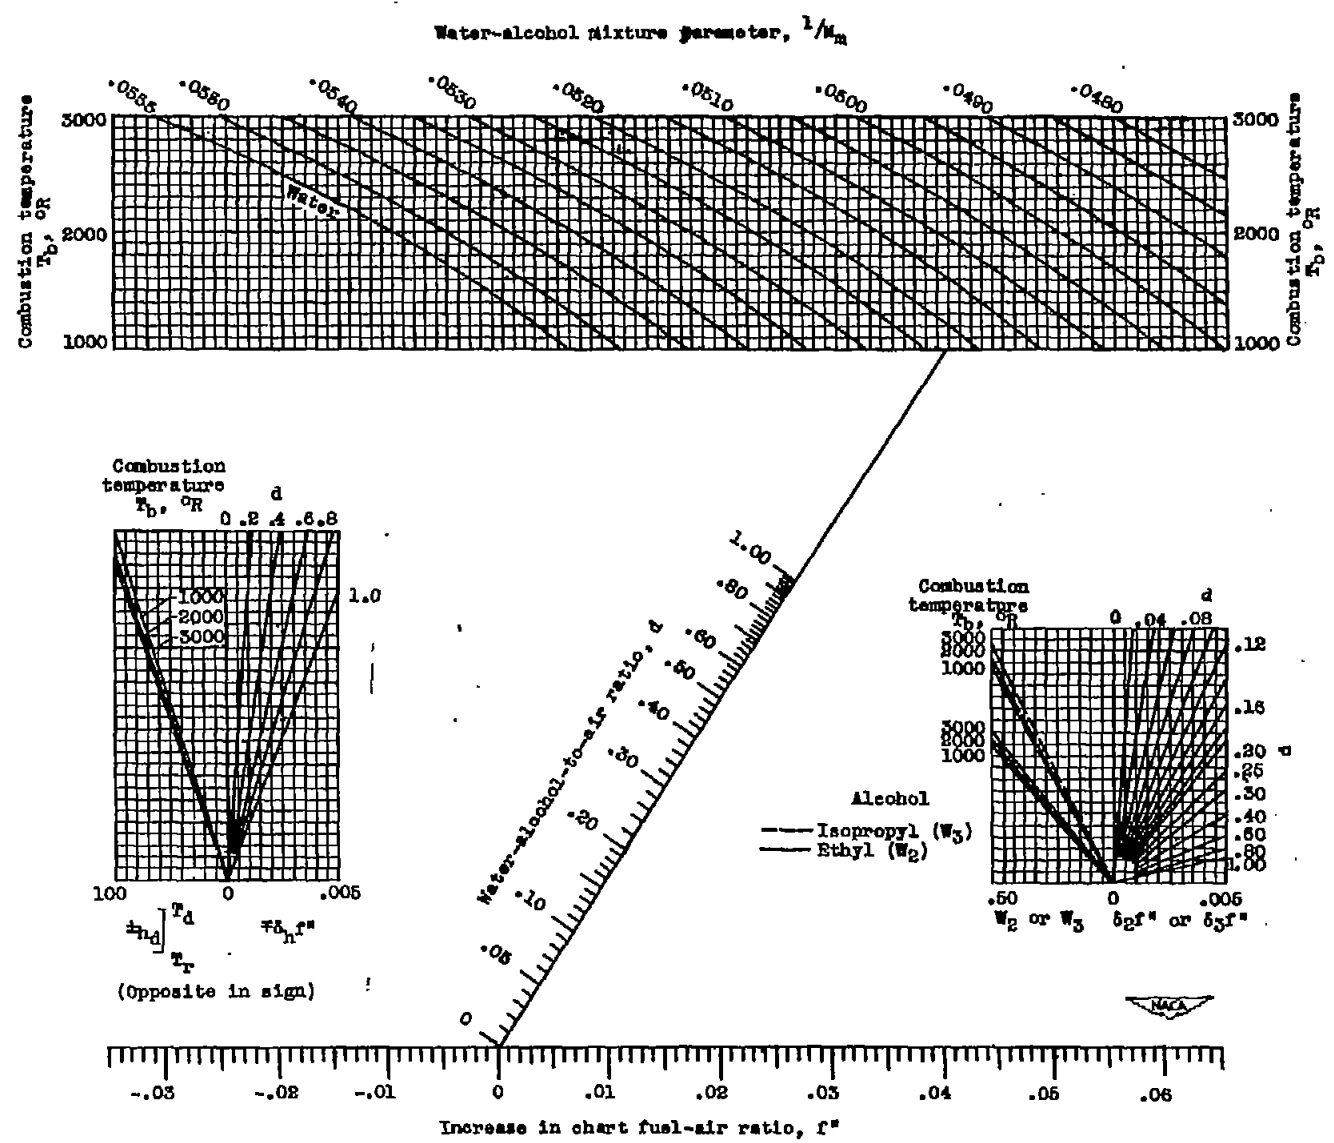 Water-alcohol mixture parameter, 1/Mm
.0555 .0550 .0540 .0530 .0520 .0510 .0500 .0490 .0480
Combustion temperature
Tb, °R
3000
2000
1000
Water
3000
2000
1000
Combustion temperature
Tb, °R
Combustion
temperature
Tb, °R
d
0 .2 .4 .6 .8
1.0
1000
2000
3000
100 0 .005
±hd]
Td
Tr
∓δhf"
(Opposite in sign)
Water-alcohol-to-air ratio, d
1.00
.80
.60
.50
.40
.30
.20
.10
.05
0
Combustion
temperature
Tb, °R
d
0 .04 .08
3000
2000
1000
3000
2000
1000
.12
.16
.20 d
.25
.30
.40
.60
.80
1.00
.50 0 .005
W2 or W3 δ2f" or δ3f"
Alcohol
Isopropyl (W3)
Ethyl (W2)
NACA
-.03 -.02 -.01 0 .01 .02 .03 .04 .05 .06
Increase in chart fuel-air ratio, f"